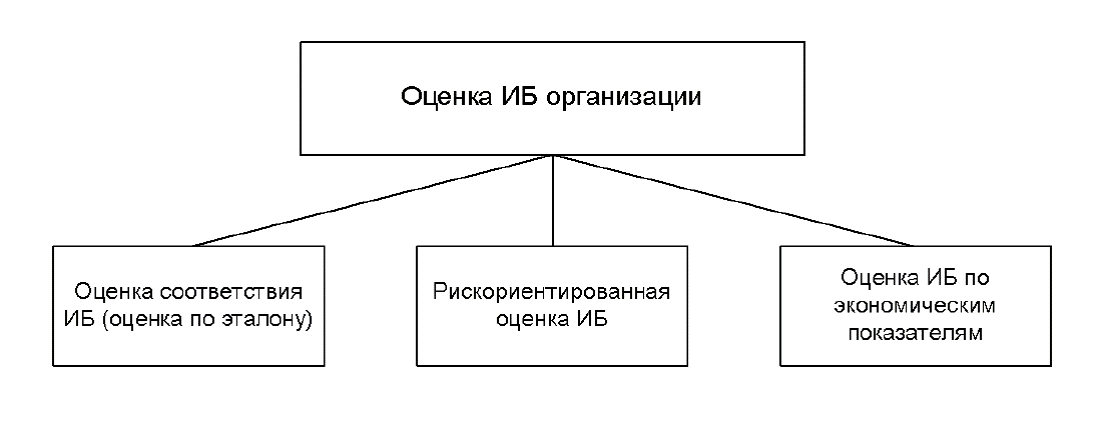 Оценка ИБ организации
Оценка соответствия
ИБ (оценка по эталону)
Рискориентированная
оценка ИБ
Оценка ИБ по
экономическим
показателям